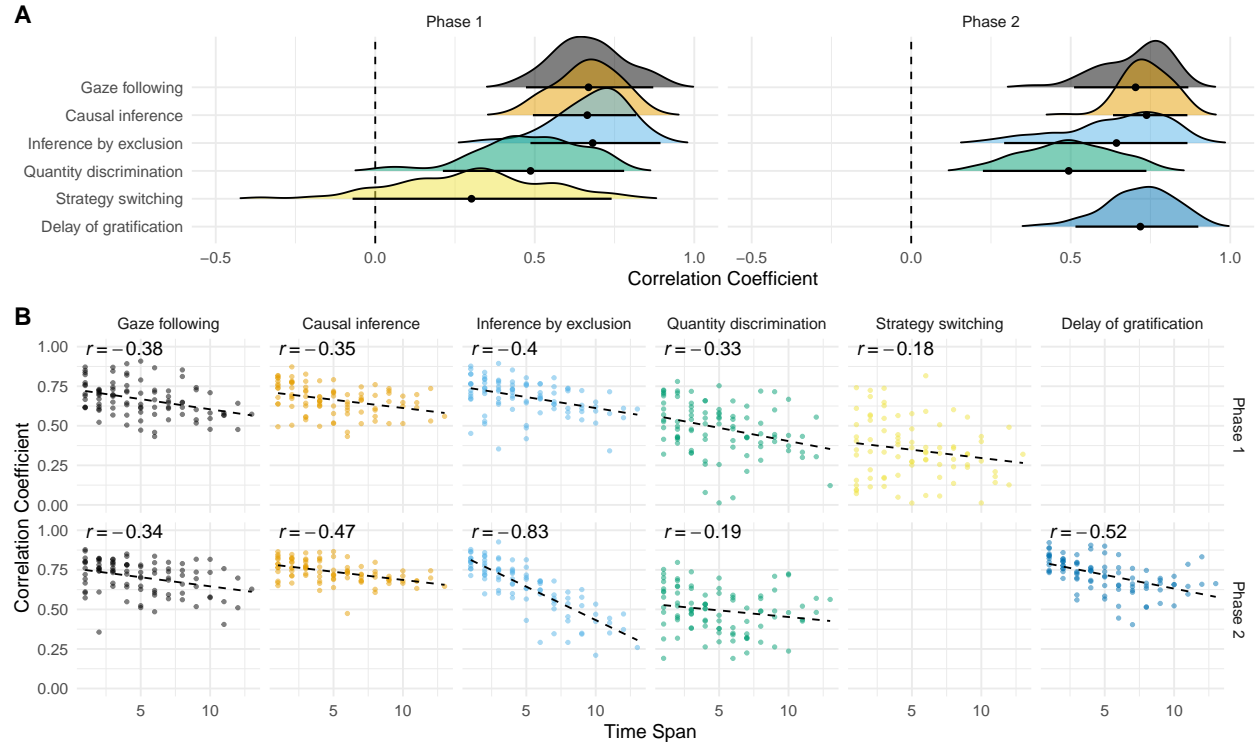 A
Phase 1
Phase 2
Gaze following
Causal inference
Inference by exclusion
Quantity discrimination
Strategy switching
Delay of gratification
−0.5 0.0 0.5 1.0 −0.5 0.0 0.5 1.0
Correlation Coefficient
B
Gaze following Causal inference Inference by exclusion Quantity discrimination Strategy switching Delay of gratification
1.00 0.75 0.50 0.25 0.00
r = −0.38 r = −0.35 r = −0.4 r = −0.33 r = −0.18
Phase 1
Correlation Coefficient
1.00 0.75 0.50 0.25 0.00
r = −0.34 r = −0.47 r = −0.83 r = −0.19 r = −0.52
Phase 2
5 10 5 10 5 10 5 10 5 10 5 10
Time Span